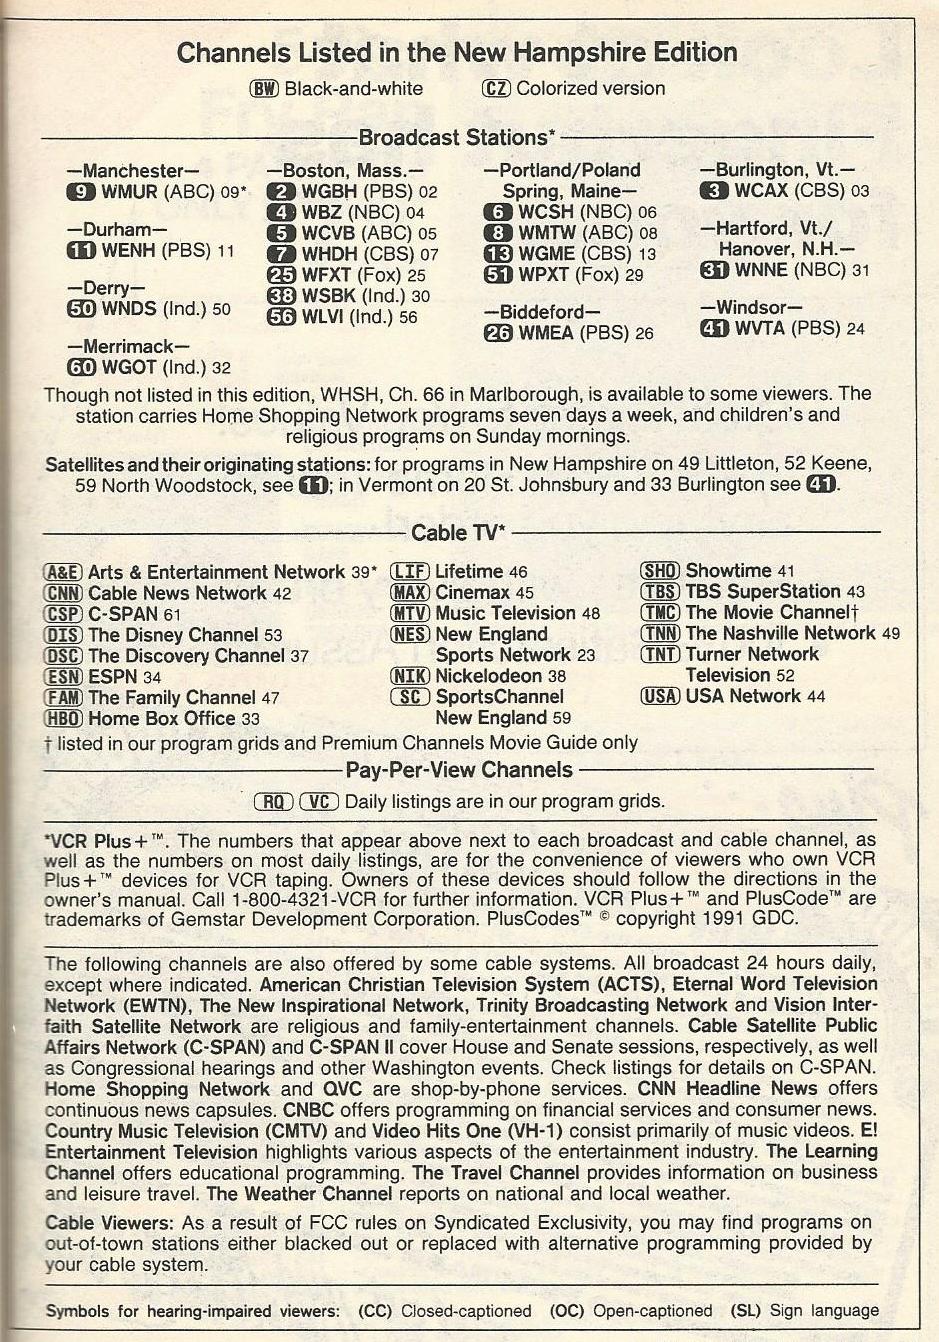 Channels Listed in the New Hampshire Edition
BW Black-and-white CZ Colorized version
Broadcast Stations*
—Manchester—
9 WMUR (ABC) 09*
—Durham—
11 WENH (PBS) 11
—Derry—
50 WNDS (Ind.) 50
—Merrimack—
60 WGOT (Ind.) 32
—Boston, Mass.—
2 WGBH (PBS) 02
4 WBZ (NBC) 04
5 WCVB (ABC) 05
7 WHDH (CBS) 07
25 WFXT (Fox) 25
38 WSBK (Ind.) 30
56 WLVI (Ind.) 56
—Portland/Poland
Spring, Maine—
6 WCSH (NBC) 06
8 WMTW (ABC) 08
13 WGME (CBS) 13
51 WPXT (Fox) 29
—Biddeford—
26 WMEA (PBS) 26
—Burlington, Vt.—
3 WCAX (CBS) 03
—Hartford, Vt./
Hanover, N.H.—
31 WNNE (NBC) 31
—Windsor—
41 WVTA (PBS) 24
Though not listed in this edition, WHSH, Ch. 66 in Marlborough, is available to some viewers. The
station carries Home Shopping Network programs seven days a week, and children's and
religious programs on Sunday mornings.
Satellites and their originating stations: for programs in New Hampshire on 49 Littleton, 52 Keene,
59 North Woodstock, see 11; in Vermont on 20 St. Johnsbury and 33 Burlington see 41.
Cable TV*
A&E Arts & Entertainment Network 39*
CNN Cable News Network 42
CSP C-SPAN 61
DIS The Disney Channel 53
DSC The Discovery Channel 37
ESN ESPN 34
FAM The Family Channel 47
HBO Home Box Office 33
LIF Lifetime 46
MAX Cinemax 45
MTV Music Television 48
NES New England
Sports Network 23
NIK Nickelodeon 38
SC SportsChannel
New England 59
SHO Showtime 41
TBS TBS SuperStation 43
TMC The Movie Channel†
TNN The Nashville Network 49
TNT Turner Network
Television 52
USA USA Network 44
† listed in our program grids and Premium Channels Movie Guide only
Pay-Per-View Channels
RQ VC Daily listings are in our program grids.
*VCR Plus+™. The numbers that appear above next to each broadcast and cable channel, as
well as the numbers on most daily listings, are for the convenience of viewers who own VCR
Plus+™ devices for VCR taping. Owners of these devices should follow the directions in the
owner's manual. Call 1-800-4321-VCR for further information. VCR Plus+™ and PlusCode™ are
trademarks of Gemstar Development Corporation. PlusCodes™ © copyright 1991 GDC.
The following channels are also offered by some cable systems. All broadcast 24 hours daily,
except where indicated. American Christian Television System (ACTS), Eternal Word Television
Network (EWTN), The New Inspirational Network, Trinity Broadcasting Network and Vision Inter-
faith Satellite Network are religious and family-entertainment channels. Cable Satellite Public
Affairs Network (C-SPAN) and C-SPAN II cover House and Senate sessions, respectively, as well
as Congressional hearings and other Washington events. Check listings for details on C-SPAN.
Home Shopping Network and QVC are shop-by-phone services. CNN Headline News offers
continuous news capsules. CNBC offers programming on financial services and consumer news.
Country Music Television (CMTV) and Video Hits One (VH-1) consist primarily of music videos. E!
Entertainment Television highlights various aspects of the entertainment industry. The Learning
Channel offers educational programming. The Travel Channel provides information on business
and leisure travel. The Weather Channel reports on national and local weather.
Cable Viewers: As a result of FCC rules on Syndicated Exclusivity, you may find programs on
out-of-town stations either blacked out or replaced with alternative programming provided by
your cable system.
Symbols for hearing-impaired viewers: (CC) Closed-captioned (OC) Open-captioned (SL) Sign language